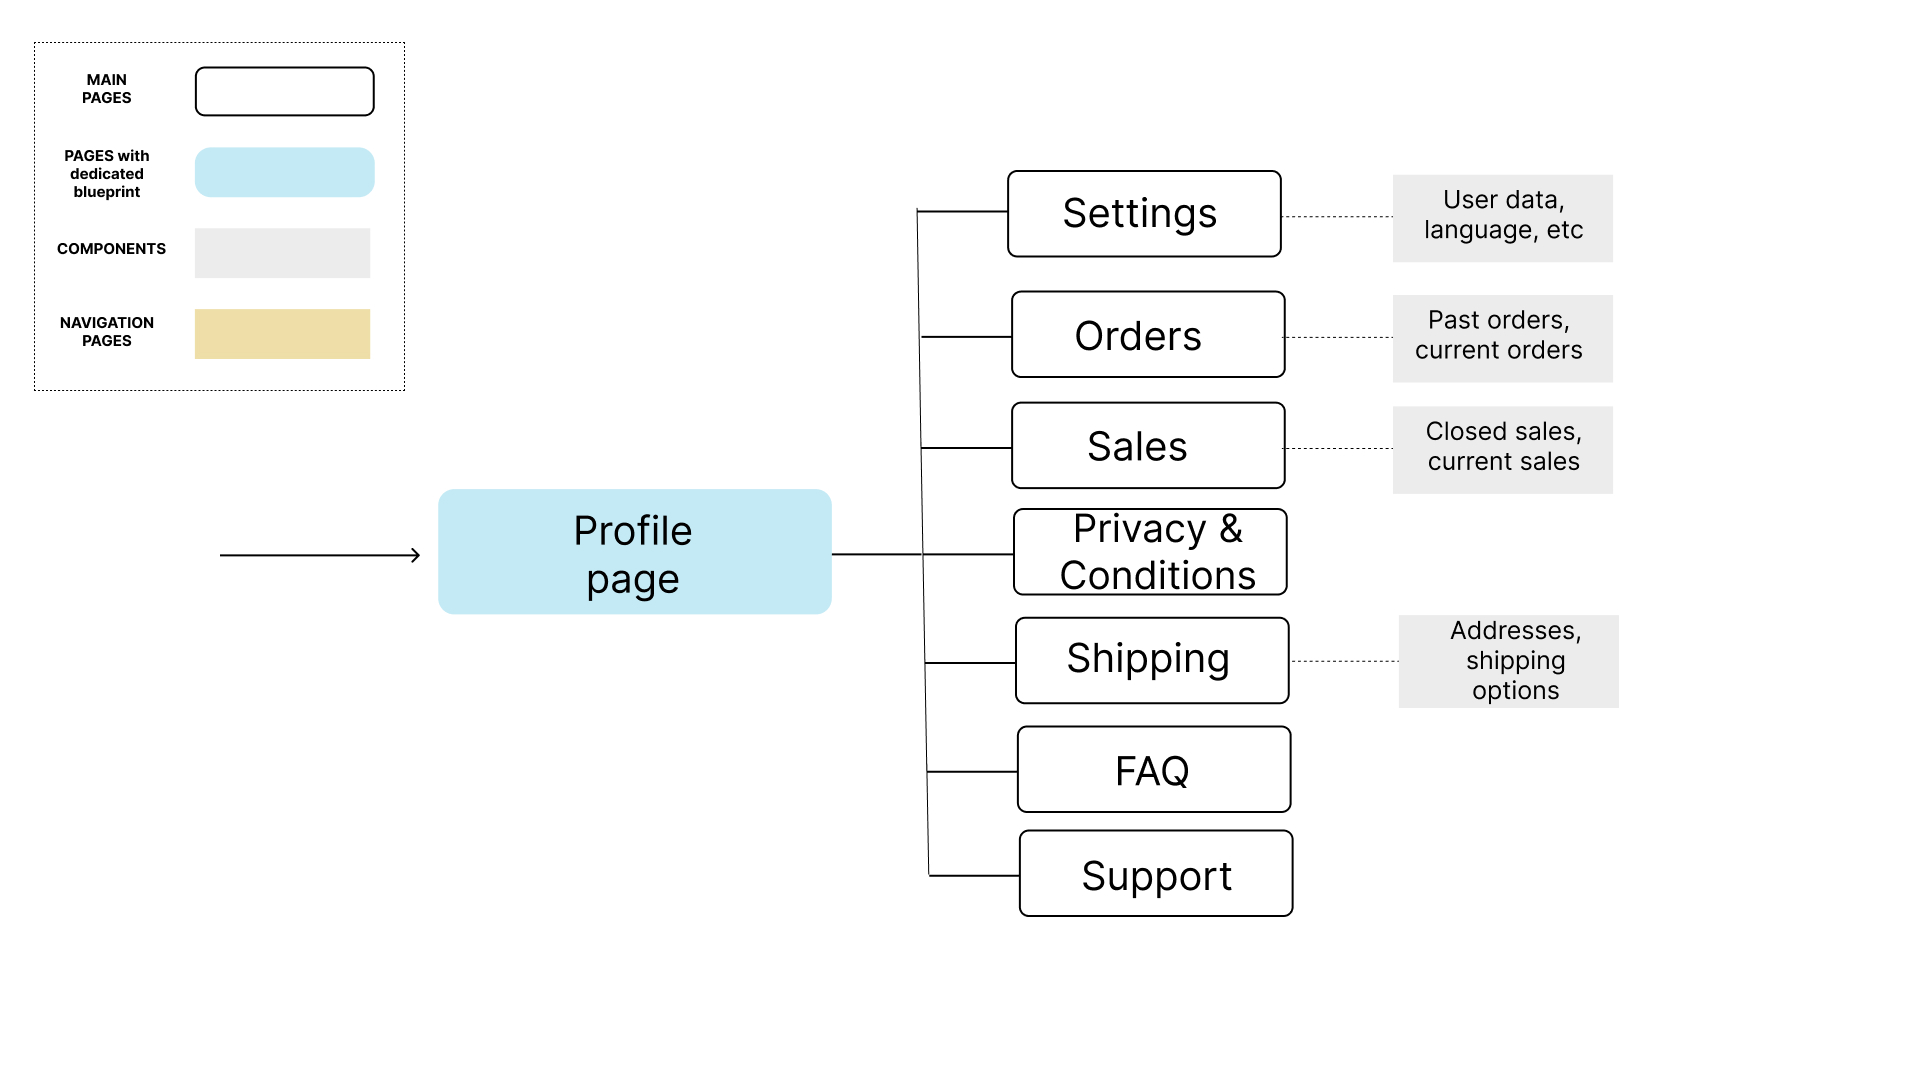 MAIN
PAGES
PAGES with
dedicated
blueprint
COMPONENTS
NAVIGATION
PAGES
Profile
page
Settings
User data,
language, etc
Orders
Past orders,
current orders
Sales
Closed sales,
current sales
Privacy &
Conditions
Shipping
Addresses,
shipping
options
FAQ
Support